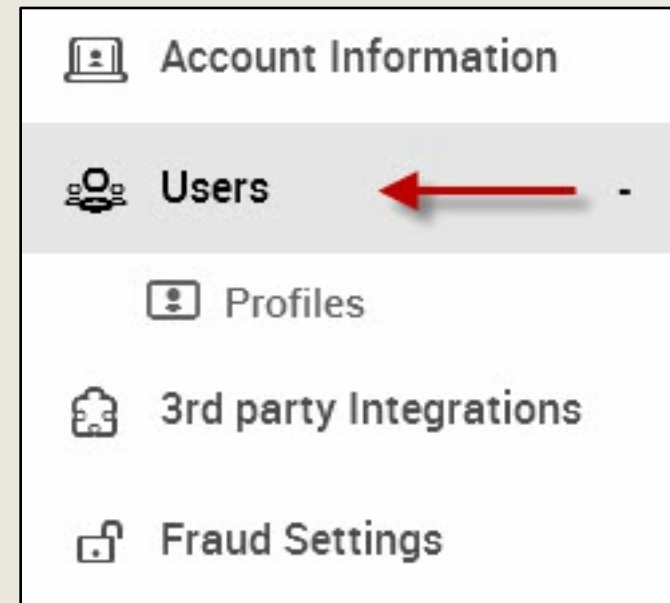 Account Information
Users -
Profiles
3rd party Integrations
Fraud Settings